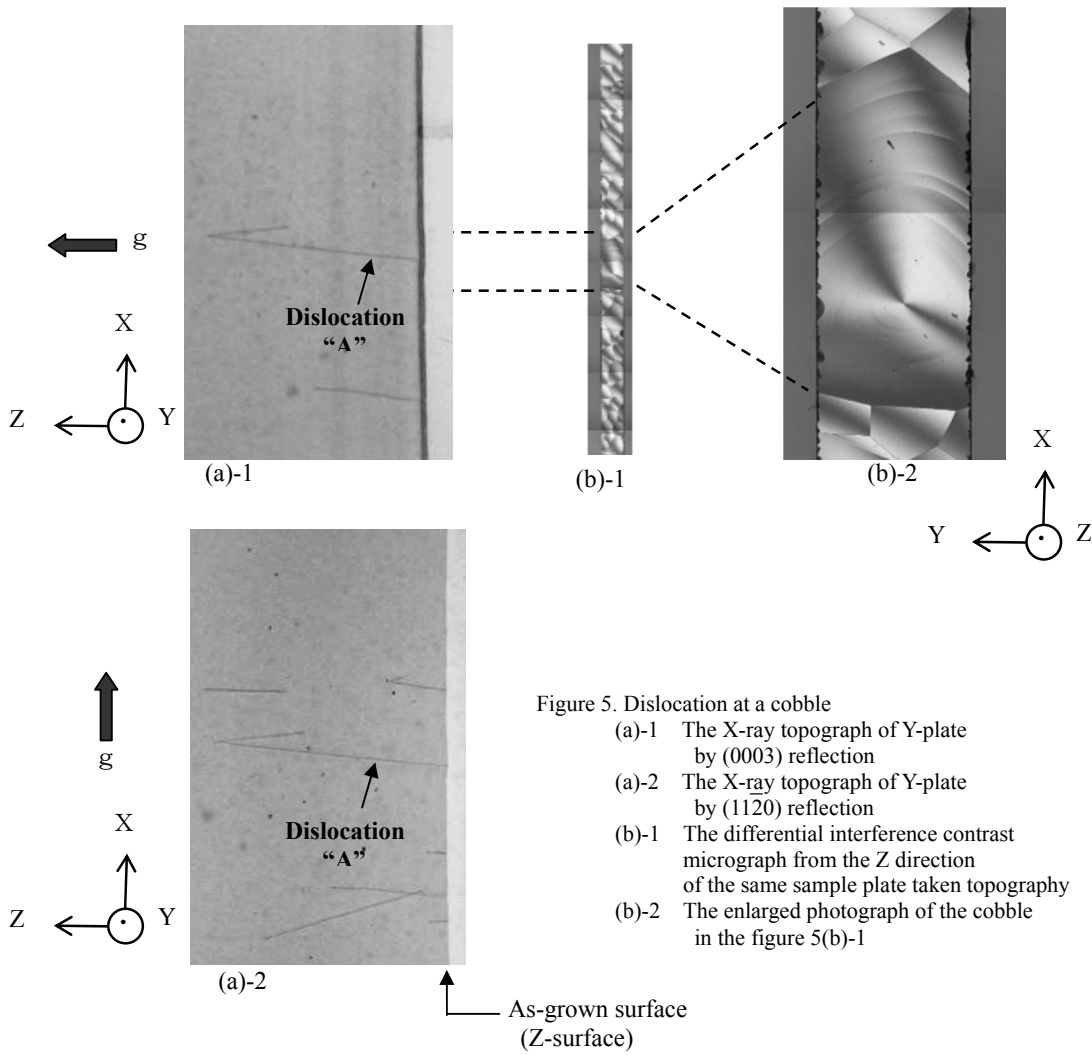 g
X
Z
Y
Dislocation
“A”
(a)-1
(b)-1
(b)-2
X
Y
Z
g
X
Z
Y
Dislocation
“A”
(a)-2
As-grown surface
(Z-surface)
Figure 5. Dislocation at a cobble
(a)-1 The X-ray topograph of Y-plate
by (0003) reflection
(a)-2 The X-ray topograph of Y-plate
by (112̅0) reflection
(b)-1 The differential interference contrast
micrograph from the Z direction
of the same sample plate taken topography
(b)-2 The enlarged photograph of the cobble
in the figure 5(b)-1